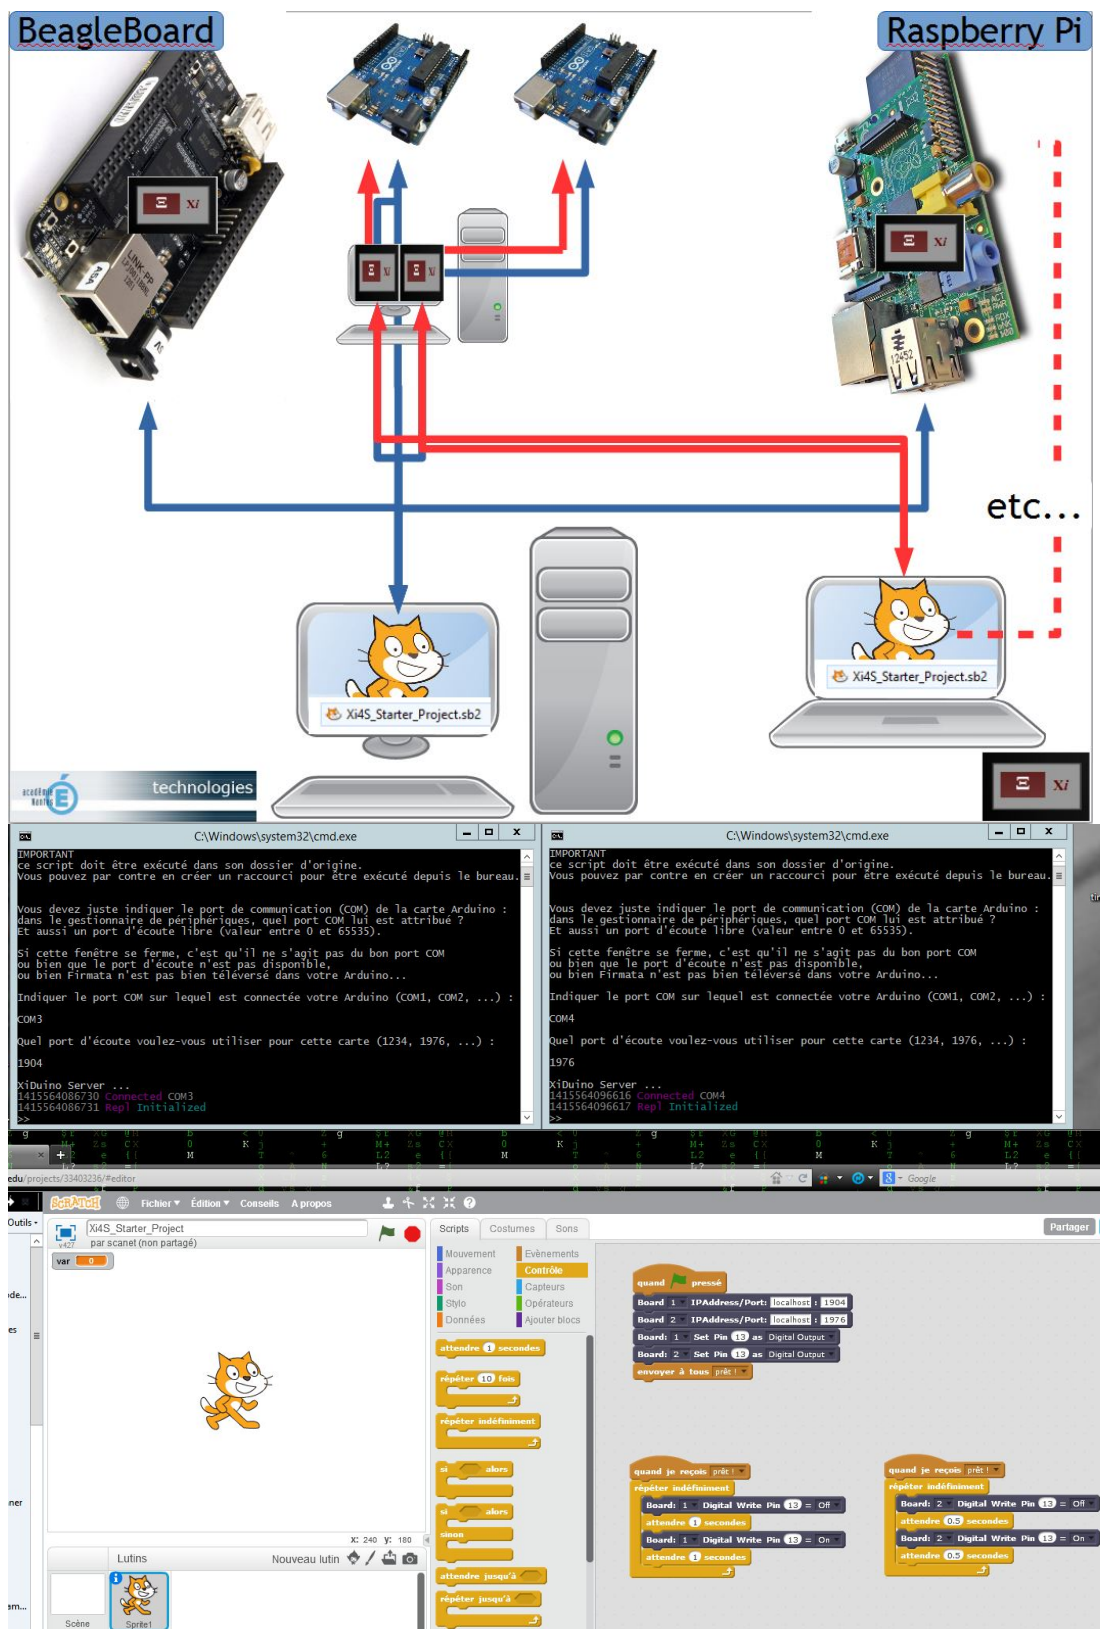 BeagleBoard
Raspberry Pi
Ξ Xi
Ξ Xi
Ξ Xi
Ξ Xi
LINK-PP
12452
etc...
Xi4S_Starter_Project.sb2
Xi4S_Starter_Project.sb2
académie
Nantes
technologies
Ξ Xi
C:\Windows\system32\cmd.exe
IMPORTANT
ce script doit être exécuté dans son dossier d'origine.
Vous pouvez par contre en créer un raccourci pour être exécuté depuis le bureau.
Vous devez juste indiquer le port de communication (COM) de la carte Arduino :
dans le gestionnaire de périphériques, quel port COM lui est attribué ?
Et aussi un port d'écoute libre (valeur entre 0 et 65535).
Si cette fenêtre se ferme, c'est qu'il ne s'agit pas du bon port COM
ou bien que le port d'écoute n'est pas disponible,
ou bien Firmata n'est pas bien téléversé dans votre Arduino...
Indiquer le port COM sur lequel est connectée votre Arduino (COM1, COM2, ...) :
COM3
Quel port d'écoute voulez-vous utiliser pour cette carte (1234, 1976, ...) :
1904
XiDuino Server ...
1415564086730 Connected COM3
1415564086731 Repl Initialized
>>
C:\Windows\system32\cmd.exe
IMPORTANT
ce script doit être exécuté dans son dossier d'origine.
Vous pouvez par contre en créer un raccourci pour être exécuté depuis le bureau.
Vous devez juste indiquer le port de communication (COM) de la carte Arduino :
dans le gestionnaire de périphériques, quel port COM lui est attribué ?
Et aussi un port d'écoute libre (valeur entre 0 et 65535).
Si cette fenêtre se ferme, c'est qu'il ne s'agit pas du bon port COM
ou bien que le port d'écoute n'est pas disponible,
ou bien Firmata n'est pas bien téléversé dans votre Arduino...
Indiquer le port COM sur lequel est connectée votre Arduino (COM1, COM2, ...) :
COM4
Quel port d'écoute voulez-vous utiliser pour cette carte (1234, 1976, ...) :
1976
XiDuino Server ...
1415564096616 Connected COM4
1415564096617 Repl Initialized
>>
edu/projects/33403236/#editor
Google
SCRATCH Fichier Édition Conseils A propos
Outils
Xi4S_Starter_Project
par scanet (non partagé)
v427
var 0
X: 240 y: 180
Lutins
Nouveau lutin
Scène
Sprite1
Scripts Costumes Sons
Partager
Mouvement Evènements
Apparence Contrôle
Son Capteurs
Stylo Opérateurs
Données Ajouter blocs
attendre 1 secondes
répéter 10 fois
répéter indéfiniment
si alors
si alors
sinon
attendre jusqu'à
répéter jusqu'à
quand pressé
Board 1 IPAddress/Port: localhost : 1904
Board 2 IPAddress/Port: localhost : 1976
Board: 1 Set Pin 13 as Digital Output
Board: 2 Set Pin 13 as Digital Output
envoyer à tous prêt !
quand je reçois prêt !
répéter indéfiniment
Board: 1 Digital Write Pin 13 = Off
attendre 1 secondes
Board: 1 Digital Write Pin 13 = On
attendre 1 secondes
quand je reçois prêt !
répéter indéfiniment
Board: 2 Digital Write Pin 13 = Off
attendre 0.5 secondes
Board: 2 Digital Write Pin 13 = On
attendre 0.5 secondes